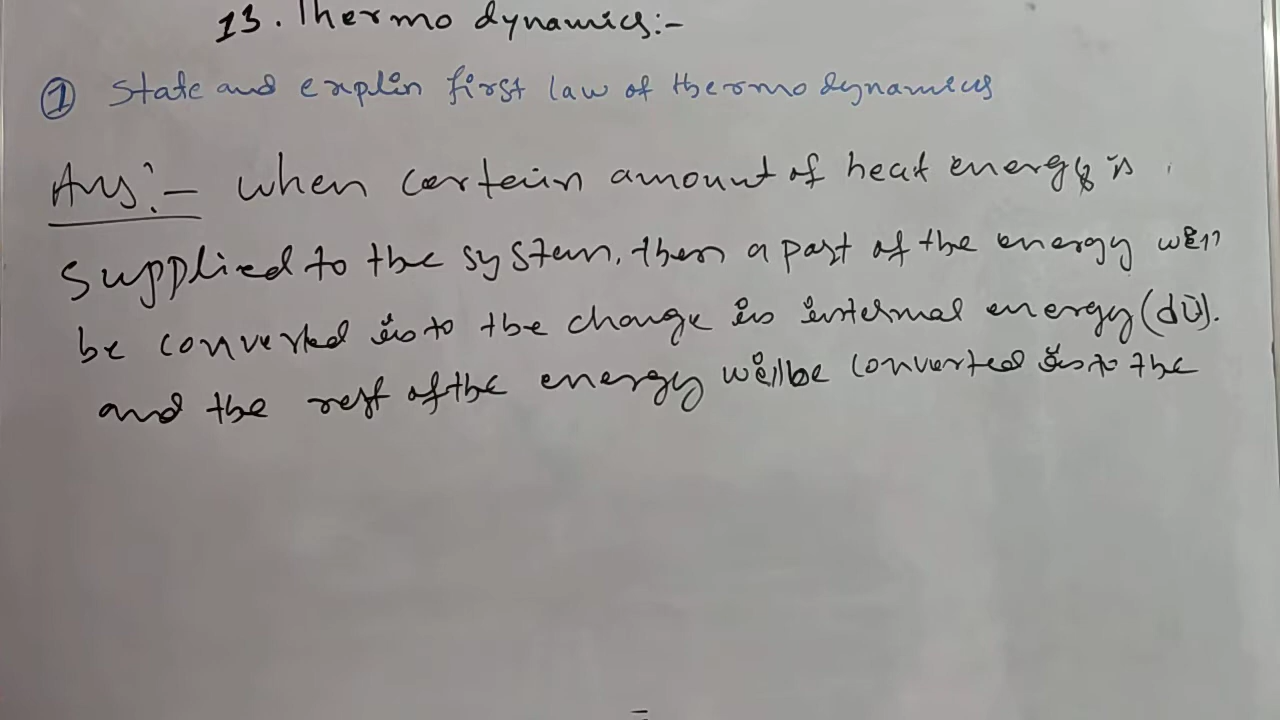 13. Thermo dynamics:-
① State and explin first law of thermo dynamics
Ans:- When certein amount of heat energy is
supplied to the system, then a part of the energy will
be converted into the change in internal energy (dU).
and the rest of the energy will be converted into the